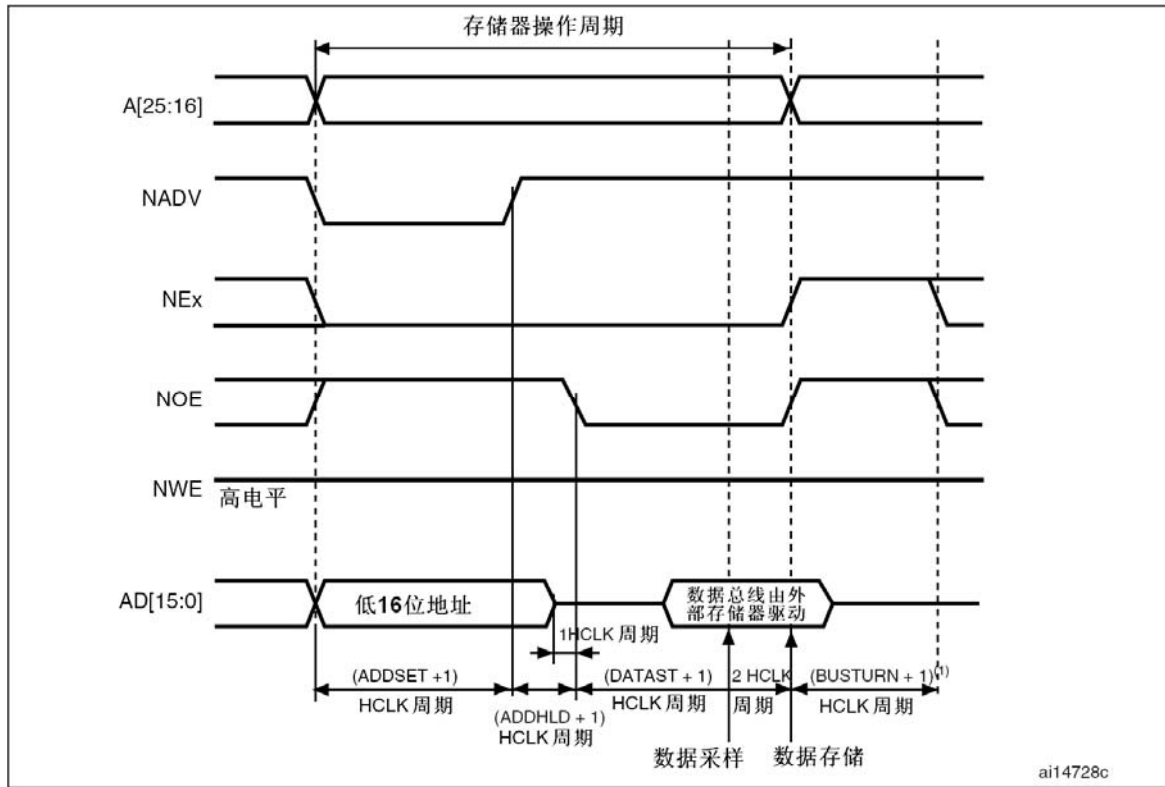 存储器操作周期
A[25:16]
NADV
NEx
NOE
NWE
高电平
AD[15:0]
低16位地址
数据总线由外
部存储器驱动
1HCLK 周期
(ADDSET +1)
HCLK 周期
(ADDHLD + 1)
HCLK 周期
(DATAST + 1)
HCLK 周期
2 HCLK
周期
(BUSTURN + 1)(1)
HCLK 周期
数据采样
数据存储
ai14728c